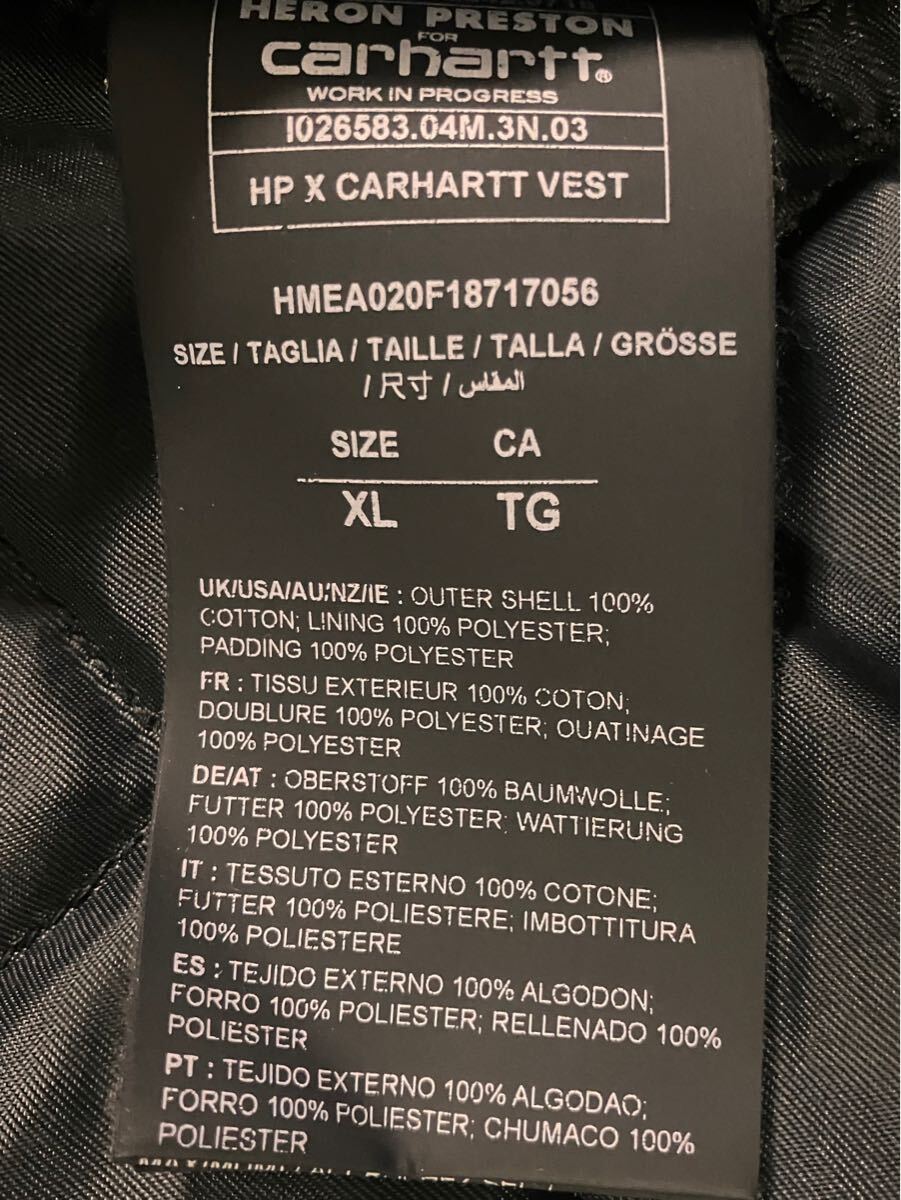 HERON PRESTON
FOR
carhartt®
WORK IN PROGRESS
I026583.04M.3N.03
HP X CARHARTT VEST
HMEA020F18717056
SIZE / TAGLIA / TAILLE / TALLA / GRÖSSE
/ 尺寸 / المقاس
SIZE CA
XL TG
UK/USA/AU/NZ/IE : OUTER SHELL 100%
COTTON; LINING 100% POLYESTER;
PADDING 100% POLYESTER
FR : TISSU EXTERIEUR 100% COTON;
DOUBLURE 100% POLYESTER; OUATINAGE
100% POLYESTER
DE/AT : OBERSTOFF 100% BAUMWOLLE;
FUTTER 100% POLYESTER; WATTIERUNG
100% POLYESTER
IT : TESSUTO ESTERNO 100% COTONE;
FUTTER 100% POLIESTERE; IMBOTTITURA
100% POLIESTERE
ES : TEJIDO EXTERNO 100% ALGODON;
FORRO 100% POLIESTER; RELLENADO 100%
POLIESTER
PT : TEJIDO EXTERNO 100% ALGODAO;
FORRO 100% POLIESTER; CHUMACO 100%
POLIESTER